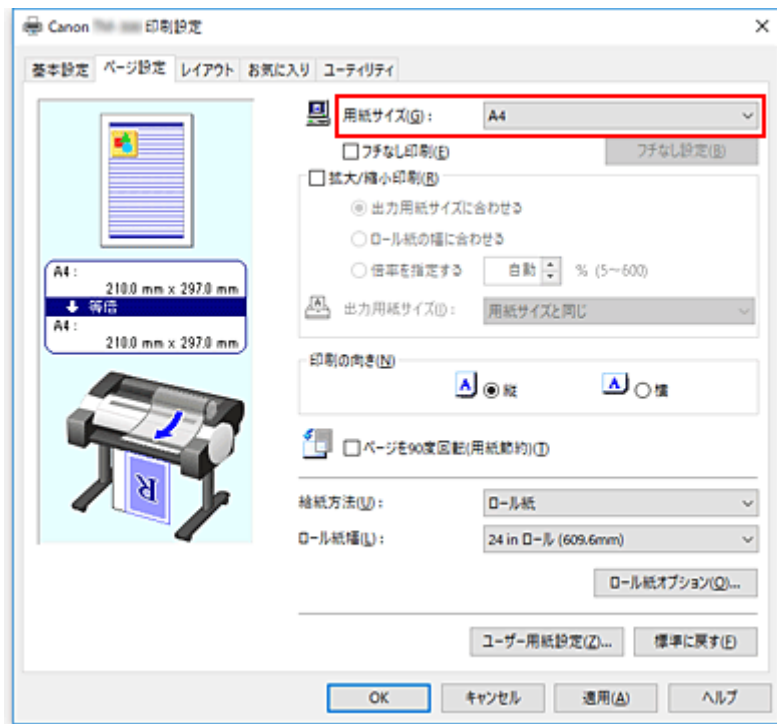 Canon 印刷設定
基本設定 ページ設定 レイアウト お気に入り ユーティリティ
用紙サイズ(G): A4
フチなし印刷(E) フチなし設定(B)
拡大/縮小印刷(R)
出力用紙サイズに合わせる
ロール紙の幅に合わせる
倍率を指定する 自動 % (5～600)
出力用紙サイズ(I): 用紙サイズと同じ
A4:
210.0 mm x 297.0 mm
等倍
A4:
210.0 mm x 297.0 mm
印刷の向き(N)
A 縦 A 横
ページを90度回転(用紙節約)(T)
R
給紙方法(U): ロール紙
ロール紙幅(L): 24 in ロール (609.6mm)
ロール紙オプション(O)...
ユーザー用紙設定(Z)... 標準に戻す(F)
OK キャンセル 適用(A) ヘルプ